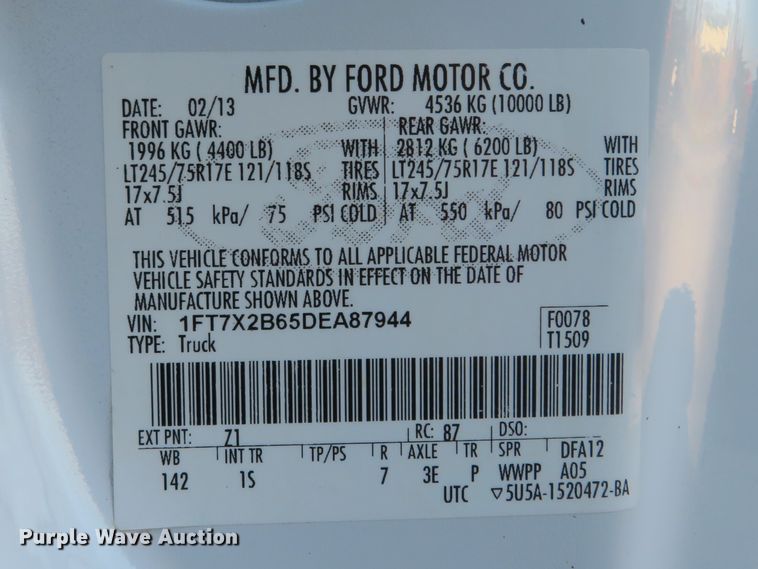 MFD. BY FORD MOTOR CO.
DATE: 02/13 GVWR: 4536 KG (10000 LB)
FRONT GAWR: REAR GAWR:
1996 KG ( 4400 LB) WITH 2812 KG ( 6200 LB) WITH
LT245/75R17E 121/118S TIRES LT245/75R17E 121/118S TIRES
17x7.5J RIMS 17x7.5J RIMS
AT 515 kPa/ 75 PSI COLD AT 550 kPa/ 80 PSI COLD
THIS VEHICLE CONFORMS TO ALL APPLICABLE FEDERAL MOTOR
VEHICLE SAFETY STANDARDS IN EFFECT ON THE DATE OF
MANUFACTURE SHOWN ABOVE.
VIN: 1FT7X2B65DEA87944 F0078
TYPE: Truck T1509
EXT PNT: Z1 RC: 87 DSO:
WB INT TR TP/PS R AXLE TR SPR DFA12
142 1S 7 3E P WWPP A05
UTC ▽5U5A-1520472-BA
Purple Wave Auction